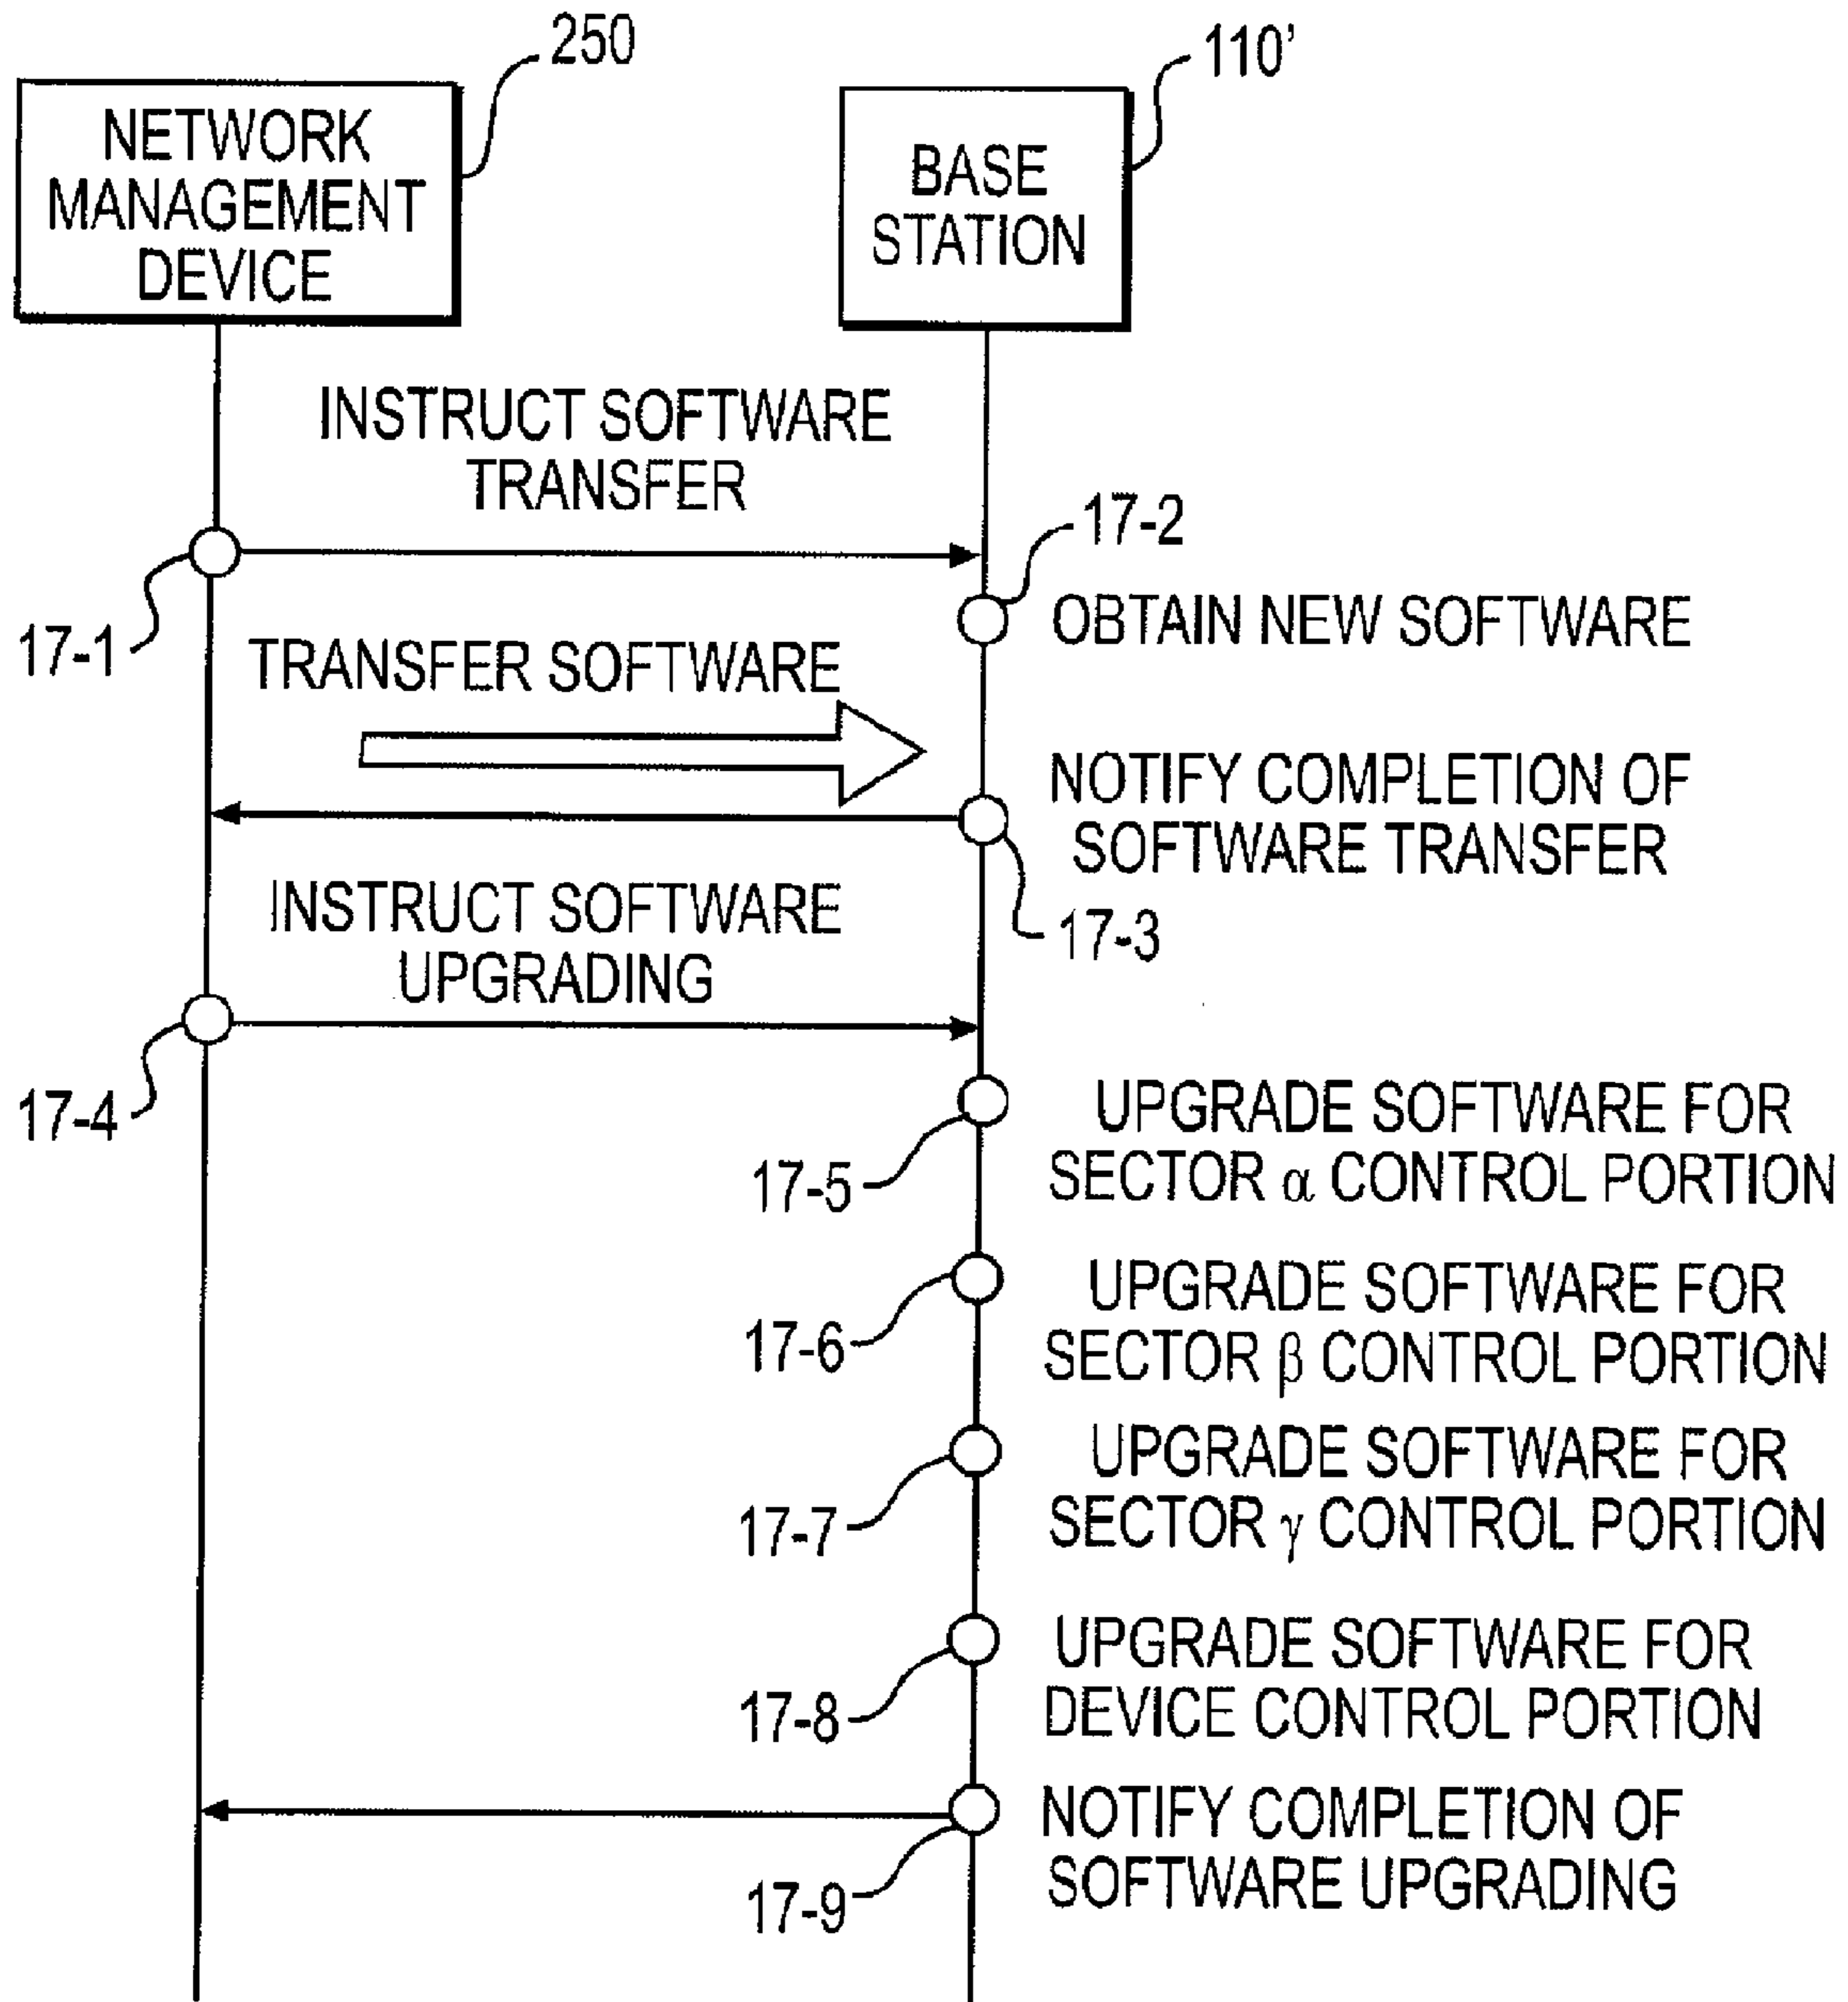 250
110'
NETWORK
MANAGEMENT
DEVICE
BASE
STATION
INSTRUCT SOFTWARE
TRANSFER
17-1
17-2
OBTAIN NEW SOFTWARE
TRANSFER SOFTWARE
NOTIFY COMPLETION OF
SOFTWARE TRANSFER
17-3
INSTRUCT SOFTWARE
UPGRADING
17-4
UPGRADE SOFTWARE FOR
SECTOR α CONTROL PORTION
17-5
UPGRADE SOFTWARE FOR
SECTOR β CONTROL PORTION
17-6
UPGRADE SOFTWARE FOR
SECTOR γ CONTROL PORTION
17-7
UPGRADE SOFTWARE FOR
DEVICE CONTROL PORTION
17-8
NOTIFY COMPLETION OF
SOFTWARE UPGRADING
17-9